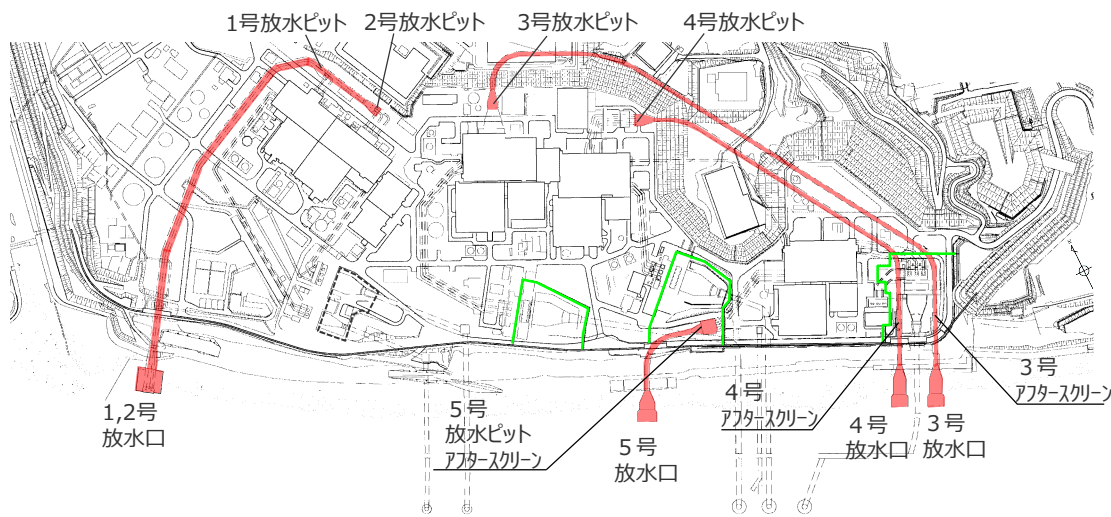 1号放水ピット
2号放水ピット
3号放水ピット
4号放水ピット
1,2号
放水口
5号
放水ピット
アフタースクリーン
5号
放水口
4号
アフタースクリーン
4号
放水口
3号
放水口
3号
アフタースクリーン